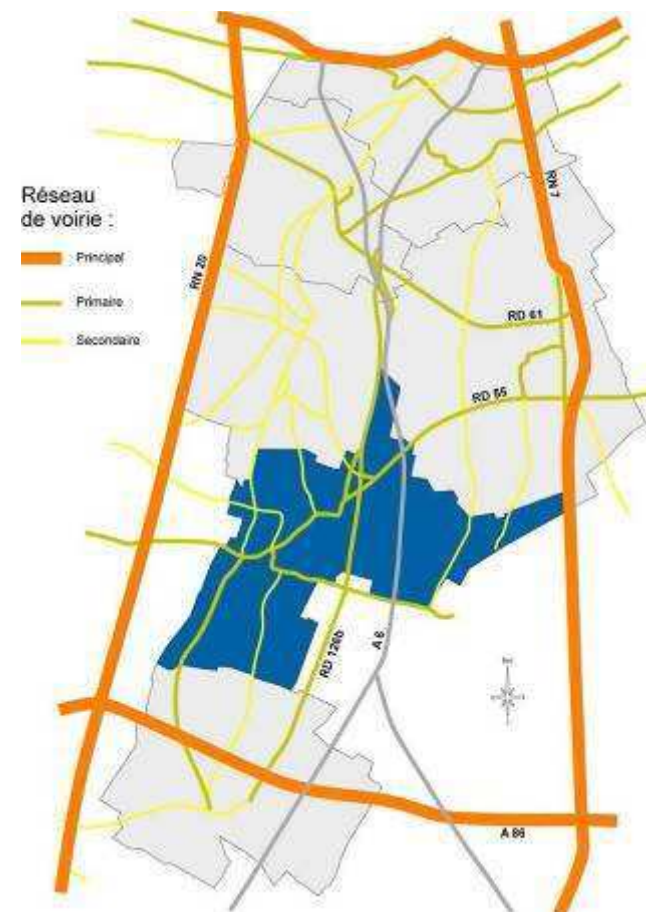 Réseau
de voirie :
Principal
Primaire
Secondaire
RN 20
RN 7
RD 61
RD 55
RD 126b
A 6
A 86